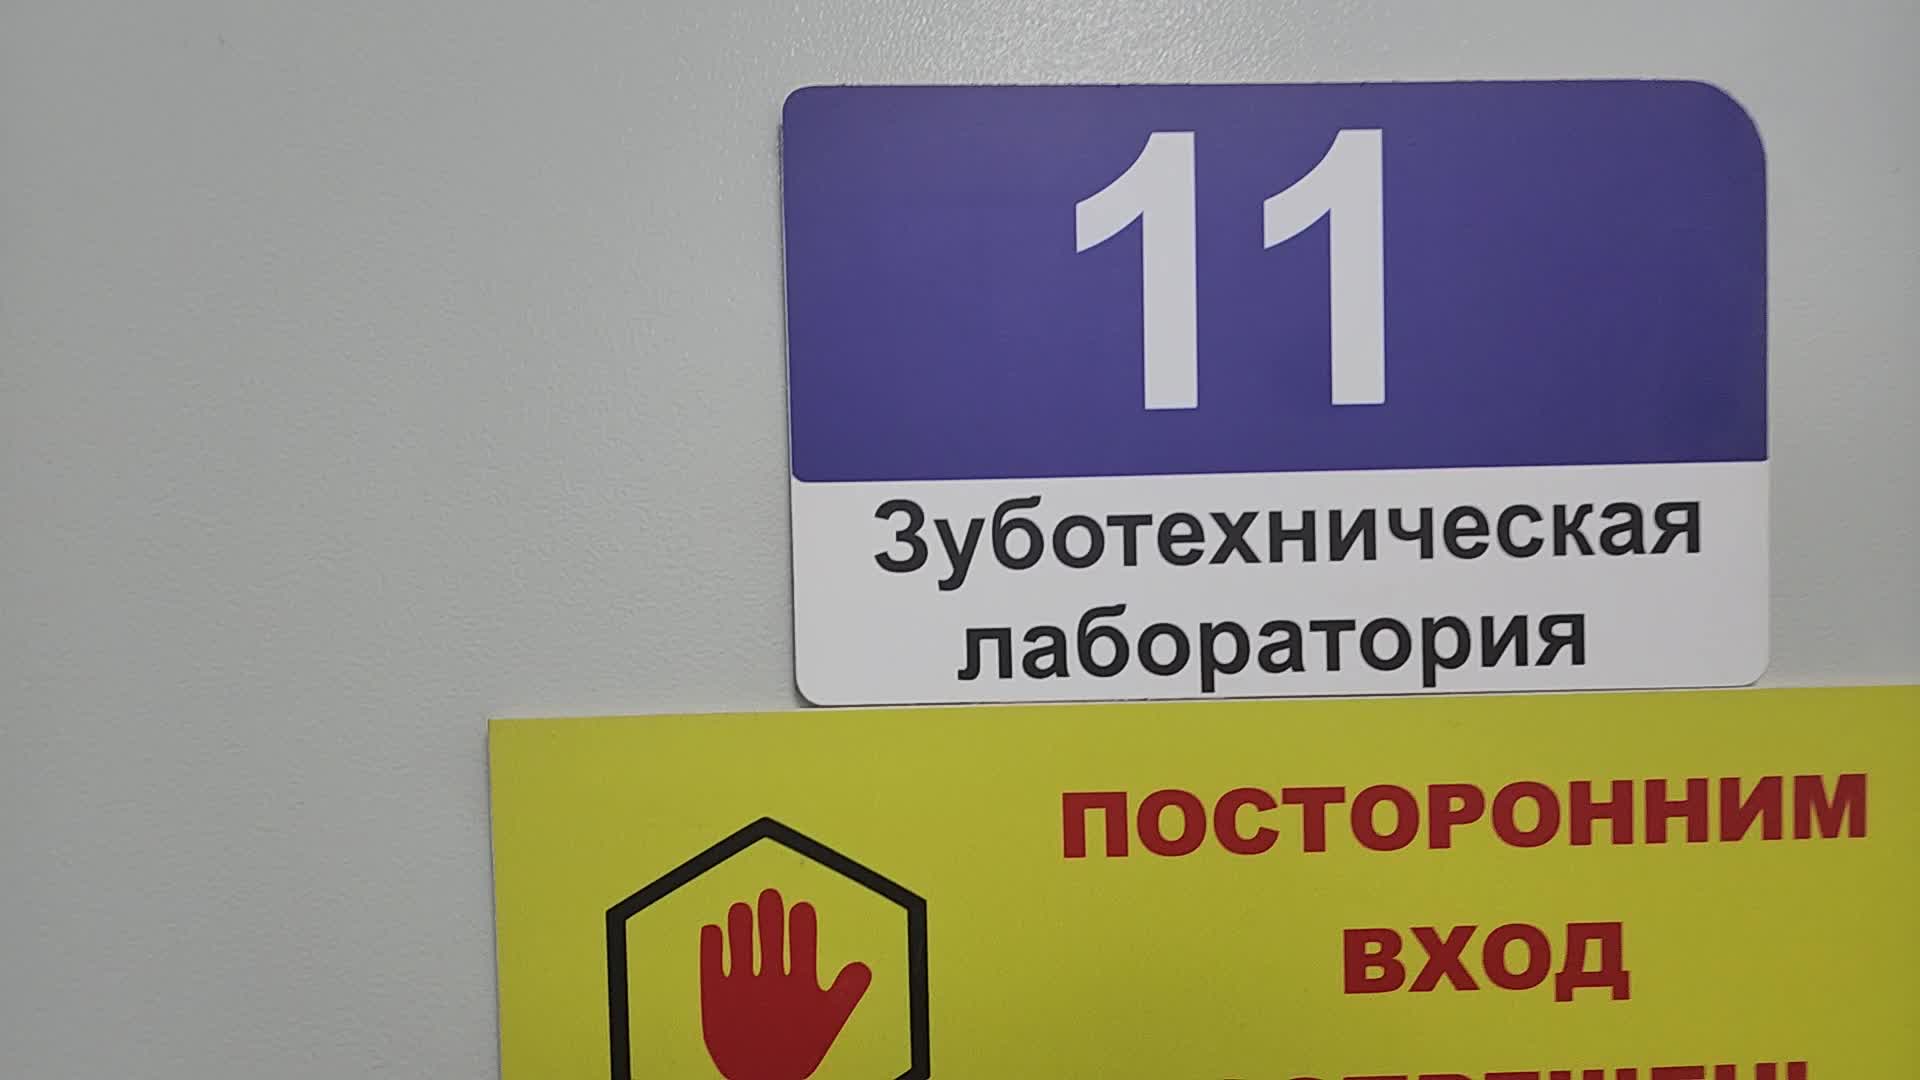 11
Зуботехническая
лаборатория
ПОСТОРОННИМ
ВХОД